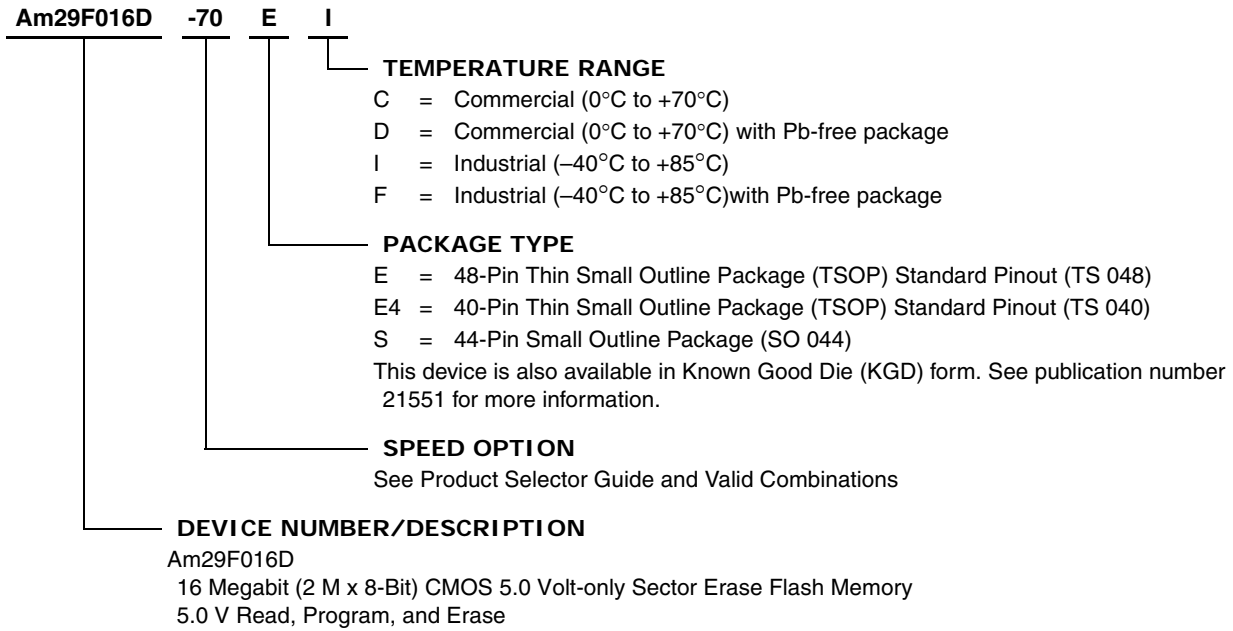 Am29F016D -70 E I
TEMPERATURE RANGE
C = Commercial (0°C to +70°C)
D = Commercial (0°C to +70°C) with Pb-free package
I = Industrial (–40°C to +85°C)
F = Industrial (–40°C to +85°C)with Pb-free package
PACKAGE TYPE
E = 48-Pin Thin Small Outline Package (TSOP) Standard Pinout (TS 048)
E4 = 40-Pin Thin Small Outline Package (TSOP) Standard Pinout (TS 040)
S = 44-Pin Small Outline Package (SO 044)
This device is also available in Known Good Die (KGD) form. See publication number
21551 for more information.
SPEED OPTION
See Product Selector Guide and Valid Combinations
DEVICE NUMBER/DESCRIPTION
Am29F016D
16 Megabit (2 M x 8-Bit) CMOS 5.0 Volt-only Sector Erase Flash Memory
5.0 V Read, Program, and Erase